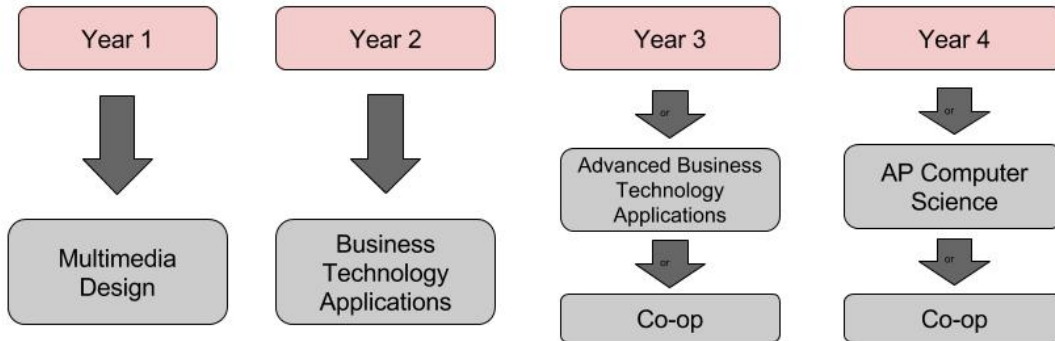 Year 1
Year 2
Year 3
Year 4
or
or
Multimedia
Design
Business
Technology
Applications
Advanced Business
Technology
Applications
AP Computer
Science
or
or
Co-op
Co-op